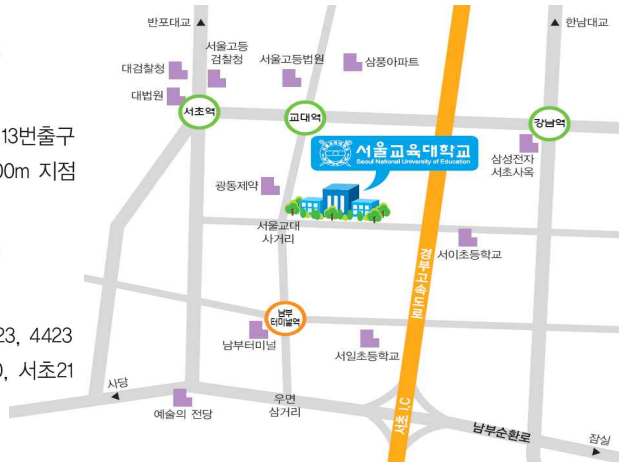 반포대교
한남대교
서울고등
검찰청
서울고등법원
삼풍아파트
대검찰청
대법원
서초역
교대역
강남역
13번출구
00m 지점
서울교육대학교
Seoul National University of Education
삼성전자
서초사옥
광동제약
서울교대
사거리
서이초등학교
경부고속도로
남부
터미널역
남부터미널
서일초등학교
23, 4423
0, 서초21
사당
예술의 전당
우면
삼거리
서초 I.C
남부순환로
잠실